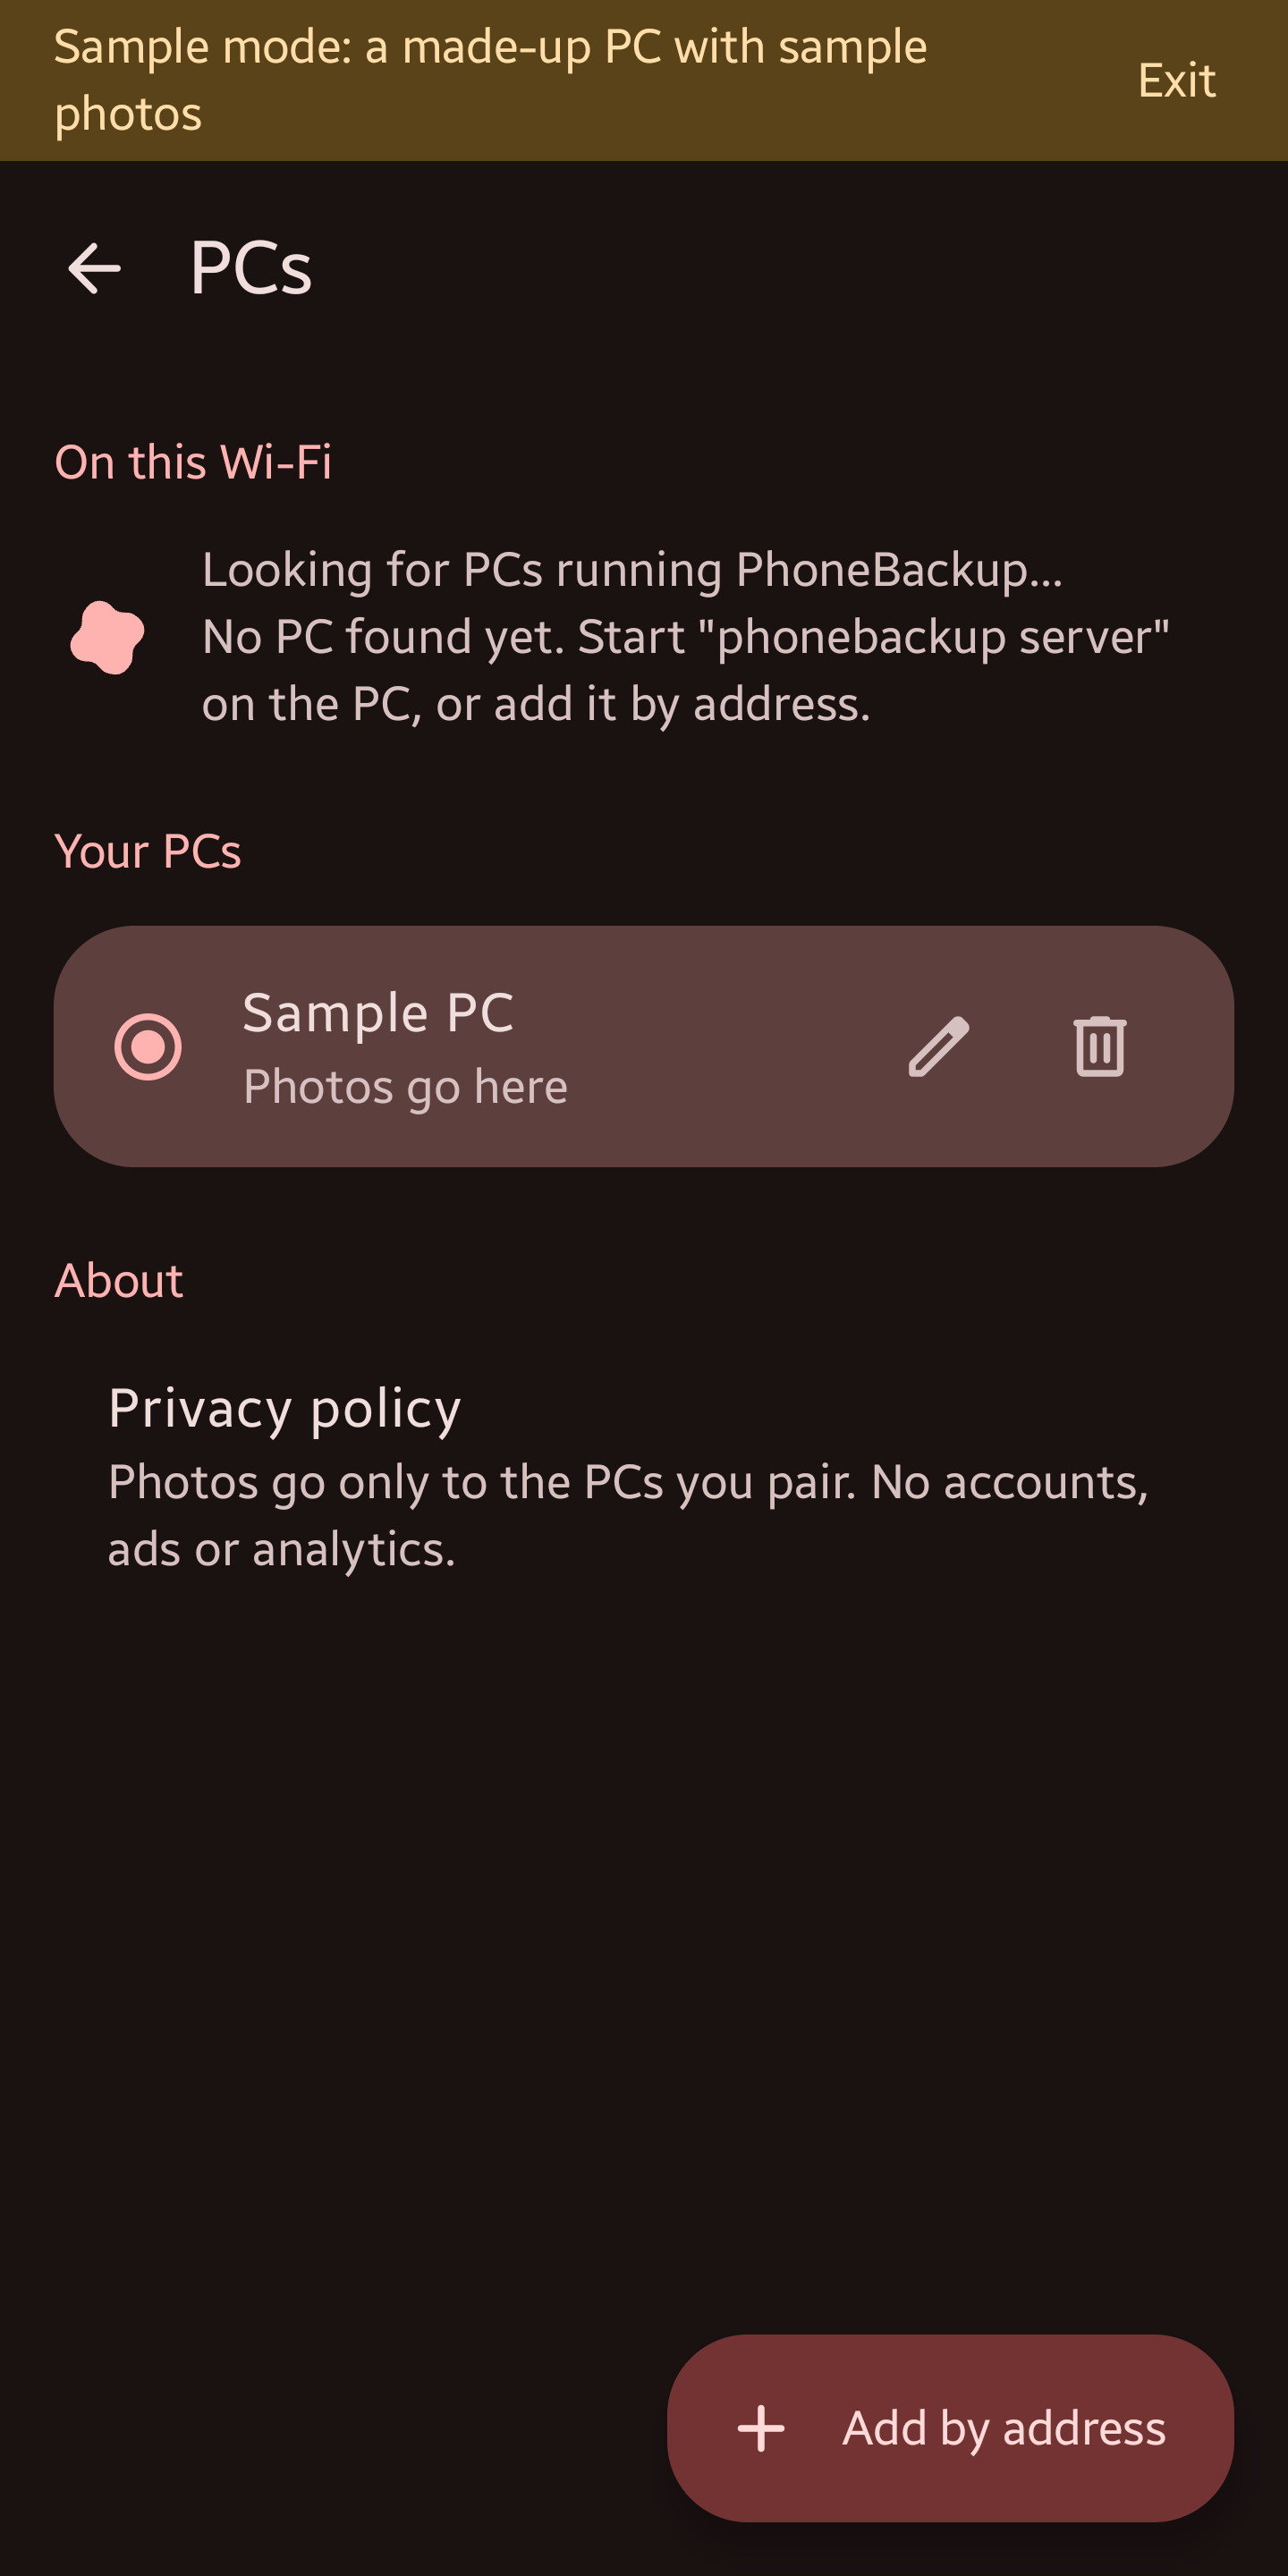 Sample mode: a made-up PC with sample
photos
Exit
PCs
On this Wi-Fi
Looking for PCs running PhoneBackup...
No PC found yet. Start "phonebackup server"
on the PC, or add it by address.
Your PCs
Sample PC
Photos go here
About
Privacy policy
Photos go only to the PCs you pair. No accounts,
ads or analytics.
Add by address